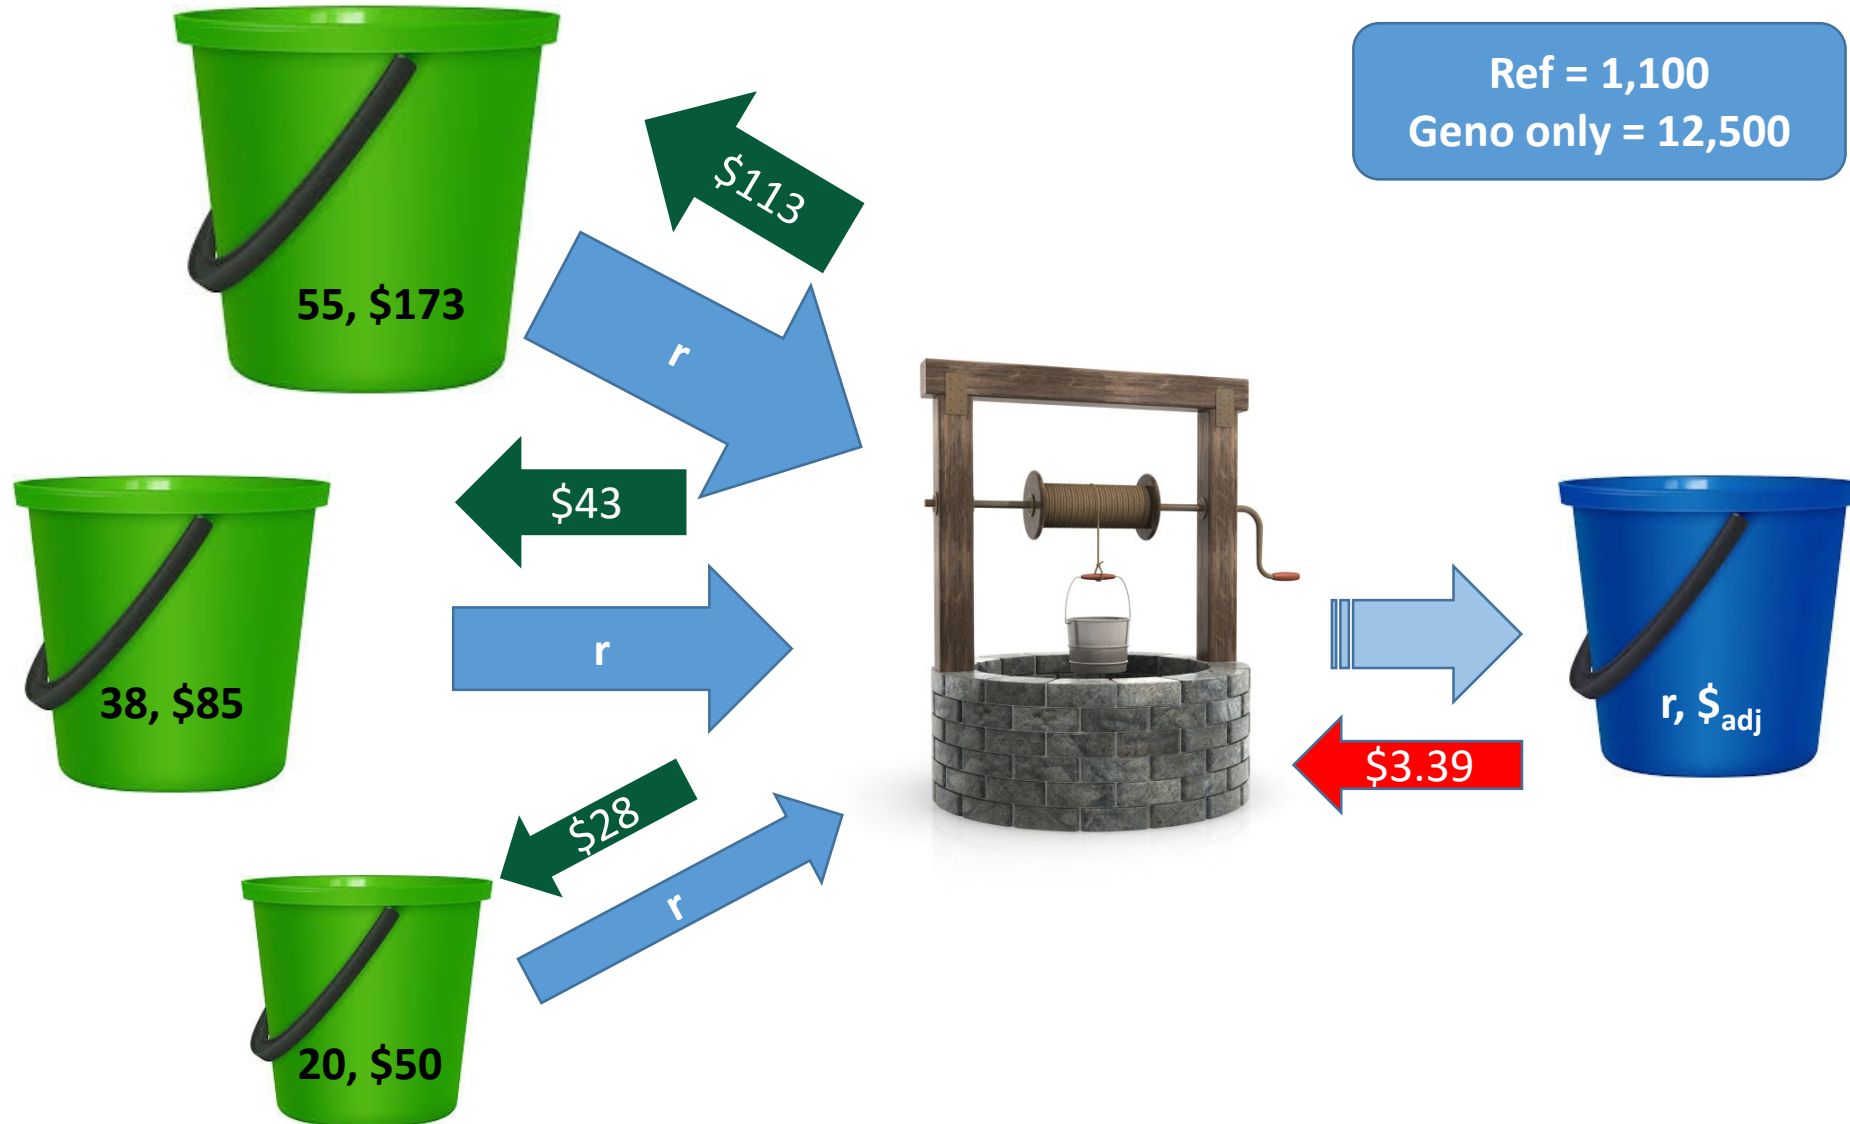 Ref = 1,100
Geno only = 12,500
$113
55, $173
r
$43
r
38, $85
r, $adj
$3.39
$28
r
20, $50